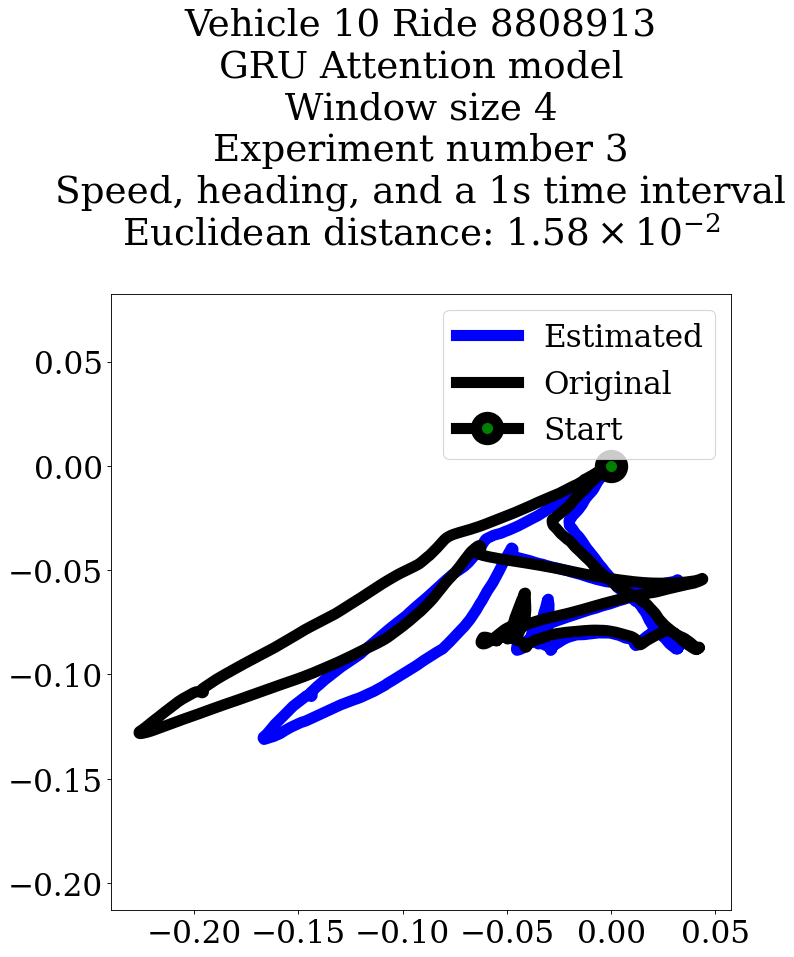 Vehicle 10 Ride 8808913
GRU Attention model
Window size 4
Experiment number 3
Speed, heading, and a 1s time interval
Euclidean distance: 1.58 × 10⁻²
Estimated
Original
Start
0.05
0.00
−0.05
−0.10
−0.15
−0.20
−0.20 −0.15 −0.10 −0.05 0.00 0.05